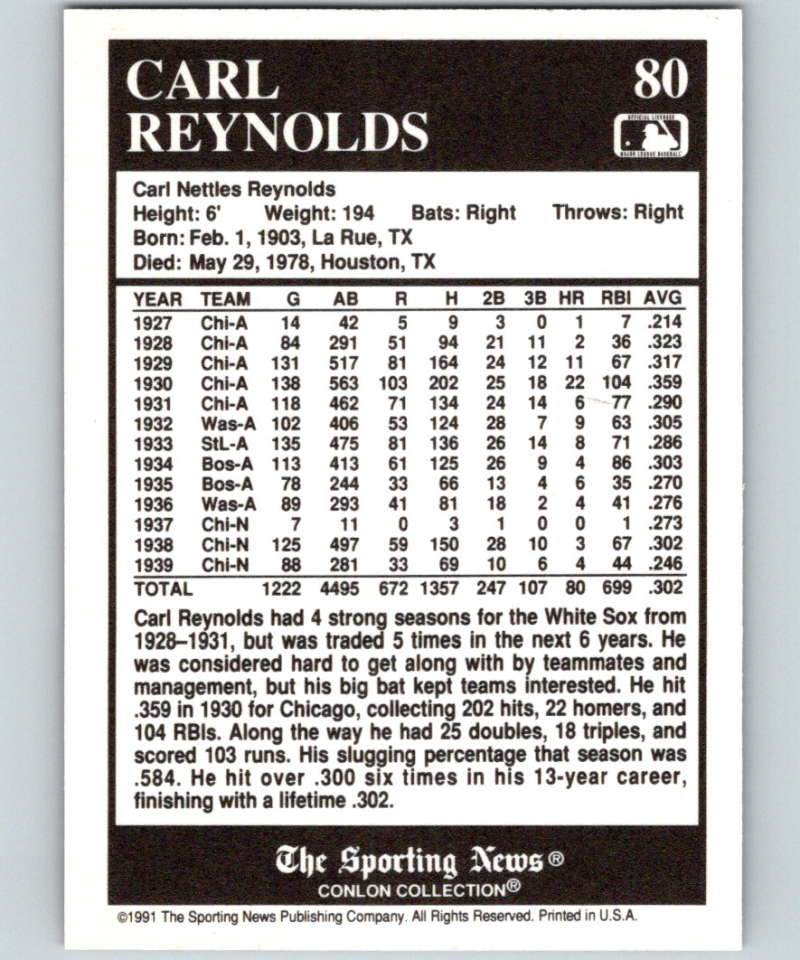 CARL 80
REYNOLDS
OFFICIAL LICENSEE
MAJOR LEAGUE BASEBALL
Carl Nettles Reynolds
Height: 6' Weight: 194 Bats: Right Throws: Right
Born: Feb. 1, 1903, La Rue, TX
Died: May 29, 1978, Houston, TX
YEAR TEAM G AB R H 2B 3B HR RBI AVG
1927 Chi-A 14 42 5 9 3 0 1 7 .214
1928 Chi-A 84 291 51 94 21 11 2 36 .323
1929 Chi-A 131 517 81 164 24 12 11 67 .317
1930 Chi-A 138 563 103 202 25 18 22 104 .359
1931 Chi-A 118 462 71 134 24 14 6 77 .290
1932 Was-A 102 406 53 124 28 7 9 63 .305
1933 StL-A 135 475 81 136 26 14 8 71 .286
1934 Bos-A 113 413 61 125 26 9 4 86 .303
1935 Bos-A 78 244 33 66 13 4 6 35 .270
1936 Was-A 89 293 41 81 18 2 4 41 .276
1937 Chi-N 7 11 0 3 1 0 0 1 .273
1938 Chi-N 125 497 59 150 28 10 3 67 .302
1939 Chi-N 88 281 33 69 10 6 4 44 .246
TOTAL 1222 4495 672 1357 247 107 80 699 .302
Carl Reynolds had 4 strong seasons for the White Sox from
1928–1931, but was traded 5 times in the next 6 years. He
was considered hard to get along with by teammates and
management, but his big bat kept teams interested. He hit
.359 in 1930 for Chicago, collecting 202 hits, 22 homers, and
104 RBIs. Along the way he had 25 doubles, 18 triples, and
scored 103 runs. His slugging percentage that season was
.584. He hit over .300 six times in his 13-year career,
finishing with a lifetime .302.
The Sporting News®
CONLON COLLECTION®
©1991 The Sporting News Publishing Company. All Rights Reserved. Printed in U.S.A.